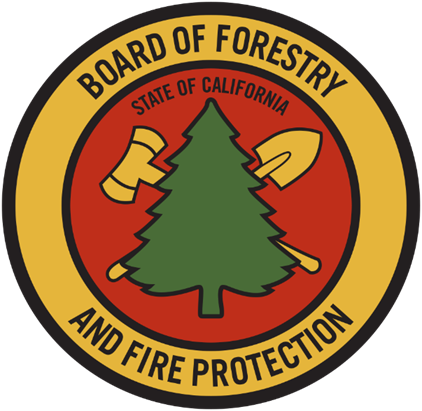 BOARD OF FORESTRY
STATE OF CALIFORNIA
AND FIRE PROTECTION